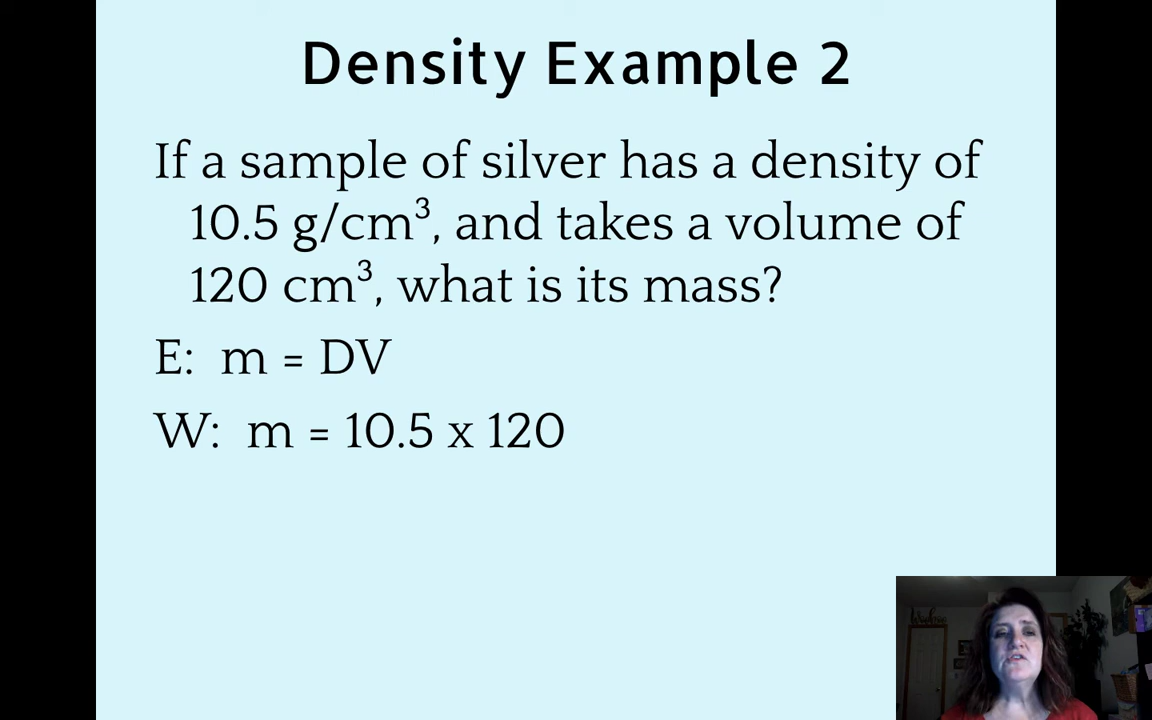 Density Example 2
If a sample of silver has a density of
10.5 g/cm³, and takes a volume of
120 cm³, what is its mass?
E: m = DV
W: m = 10.5 x 120